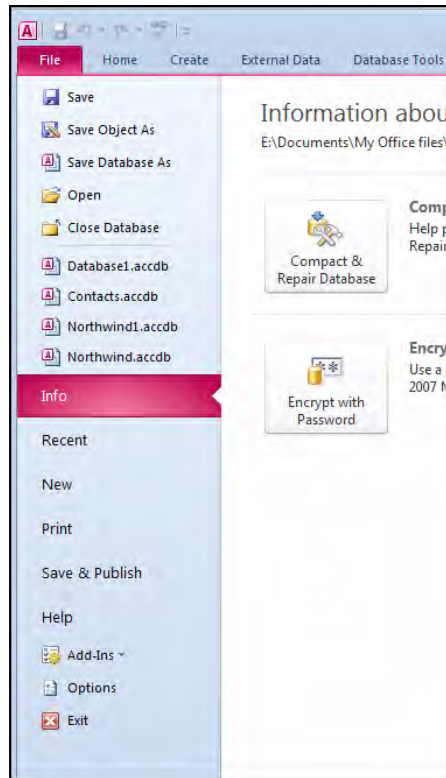 A
File Home Create External Data Database Tools
Save
Save Object As
Save Database As
Open
Close Database
Database1.accdb
Contacts.accdb
Northwind1.accdb
Northwind.accdb
Info
Recent
New
Print
Save & Publish
Help
Add-Ins
Options
Exit
Information abou
E:\Documents\My Office files\
Compact &
Repair Database
Comp
Help p
Repair
Encrypt with
Password
Encry
Use a
2007